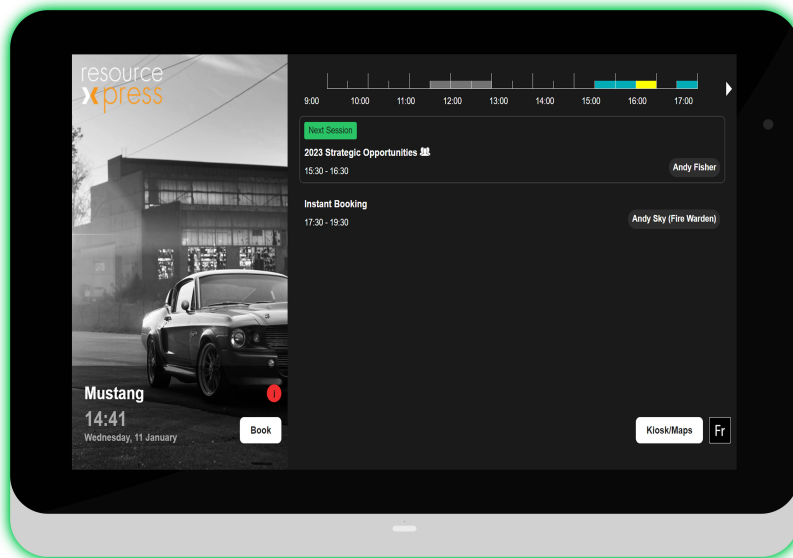 resource
xpress
9:00 10:00 11:00 12:00 13:00 14:00 15:00 16:00 17:00
Next Session
2023 Strategic Opportunities
15:30 - 16:30
Andy Fisher
Instant Booking
17:30 - 19:30
Andy Sky (Fire Warden)
Mustang
i
14:41
Wednesday, 11 January
Book
Kiosk/Maps
Fr